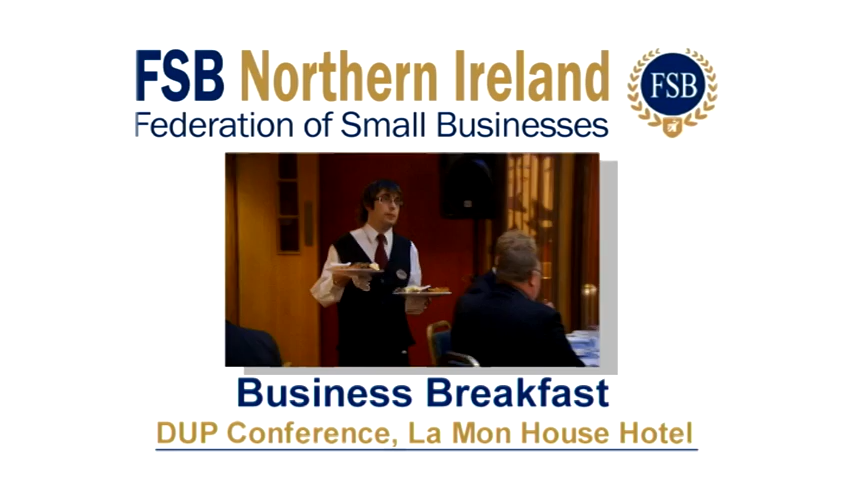 FSB Northern Ireland
Federation of Small Businesses
FSB
Business Breakfast
DUP Conference, La Mon House Hotel